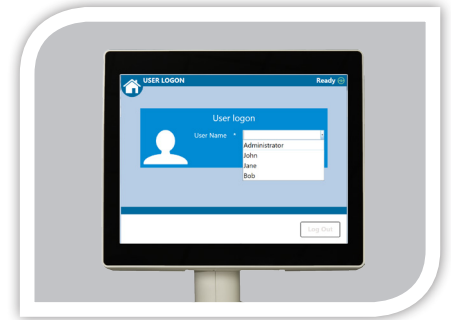 USER LOGON Ready
User logon
User Name *
Administrator
John
Jane
Bob
Log Out